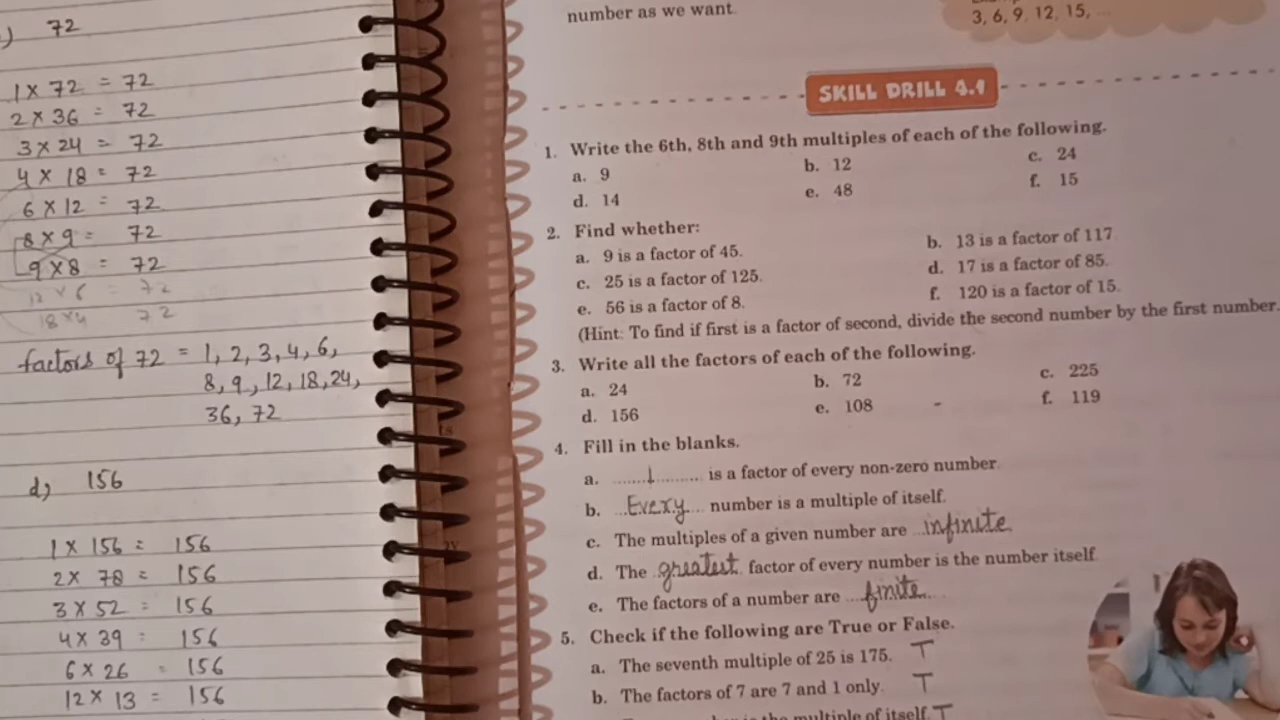 ) 72
1 × 72 = 72
2 × 36 = 72
3 × 24 = 72
4 × 18 = 72
6 × 12 = 72
8 × 9 = 72
9 × 8 = 72
12 × 6 = 72
18 × 4 72
factors of 72 = 1, 2, 3, 4, 6,
8, 9, 12, 18, 24,
36, 72
d) 156
1 × 156 = 156
2 × 78 = 156
3 × 52 = 156
4 × 39 = 156
6 × 26 = 156
12 × 13 = 156
number as we want.
3, 6, 9, 12, 15, ...
SKILL DRILL 4.1
1. Write the 6th, 8th and 9th multiples of each of the following.
a. 9 b. 12 c. 24
d. 14 e. 48 f. 15
2. Find whether:
a. 9 is a factor of 45. b. 13 is a factor of 117.
c. 25 is a factor of 125. d. 17 is a factor of 85.
e. 56 is a factor of 8. f. 120 is a factor of 15.
(Hint: To find if first is a factor of second, divide the second number by the first number.
3. Write all the factors of each of the following.
a. 24 b. 72 c. 225
d. 156 e. 108 f. 119
4. Fill in the blanks.
a. ........1........ is a factor of every non-zero number.
b. ...Every... number is a multiple of itself.
c. The multiples of a given number are ...infinite
d. The greatest factor of every number is the number itself.
e. The factors of a number are ....finite....
5. Check if the following are True or False.
a. The seventh multiple of 25 is 175. T
b. The factors of 7 are 7 and 1 only. T
the multiple of itself. T